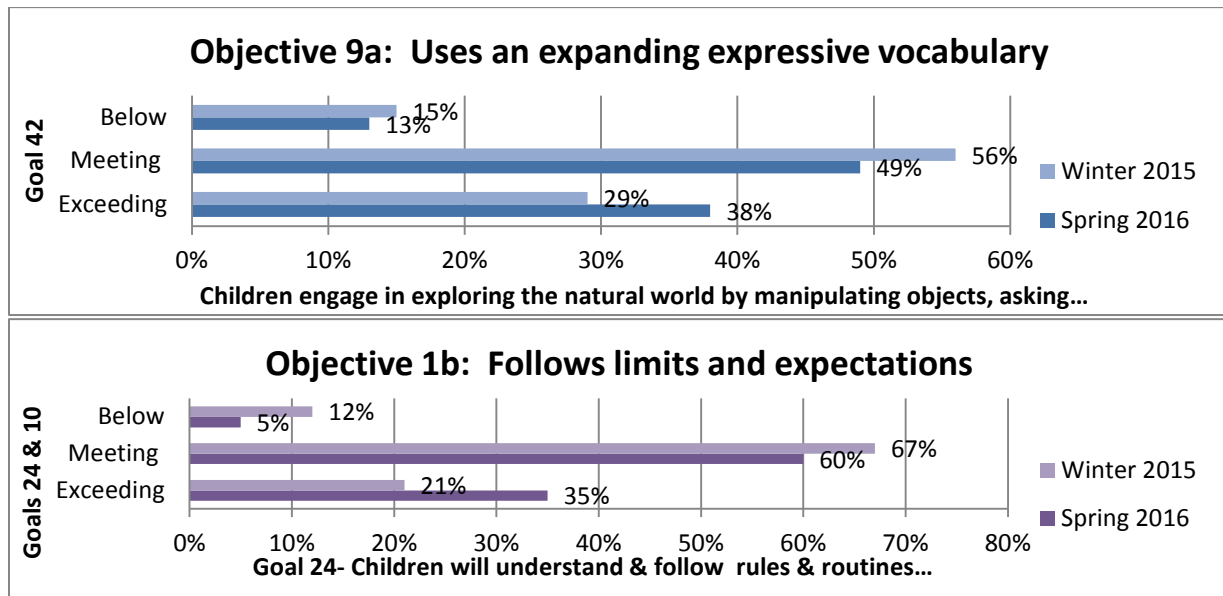 Objective 9a: Uses an expanding expressive vocabulary
Goal 42
Below
15%
13%
Meeting
56%
49%
Exceeding
29%
38%
Winter 2015
Spring 2016
0% 10% 20% 30% 40% 50% 60%
Children engage in exploring the natural world by manipulating objects, asking…
Objective 1b: Follows limits and expectations
Goals 24 & 10
Below
12%
5%
Meeting
67%
60%
Exceeding
21%
35%
Winter 2015
Spring 2016
0% 10% 20% 30% 40% 50% 60% 70% 80%
Goal 24- Children will understand & follow rules & routines…